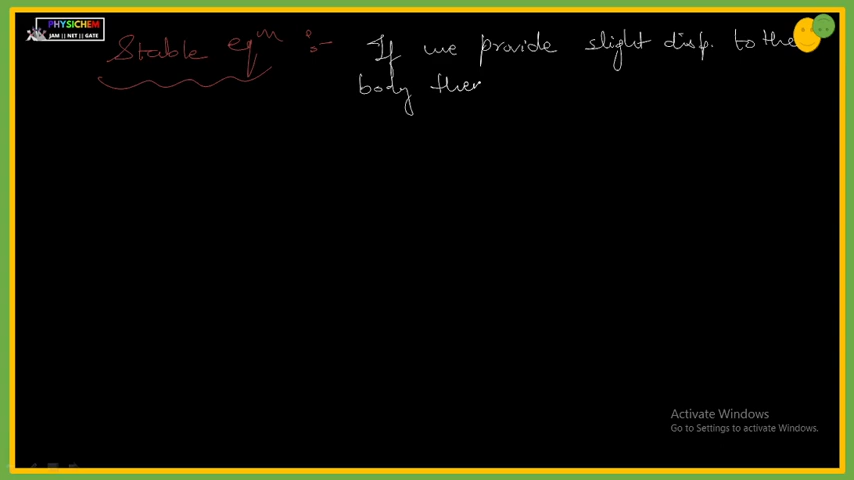 PHYSICHEM
JAM || NET || GATE
Stable eqm :- If we provide slight disp. to the
body then
Activate Windows
Go to Settings to activate Windows.